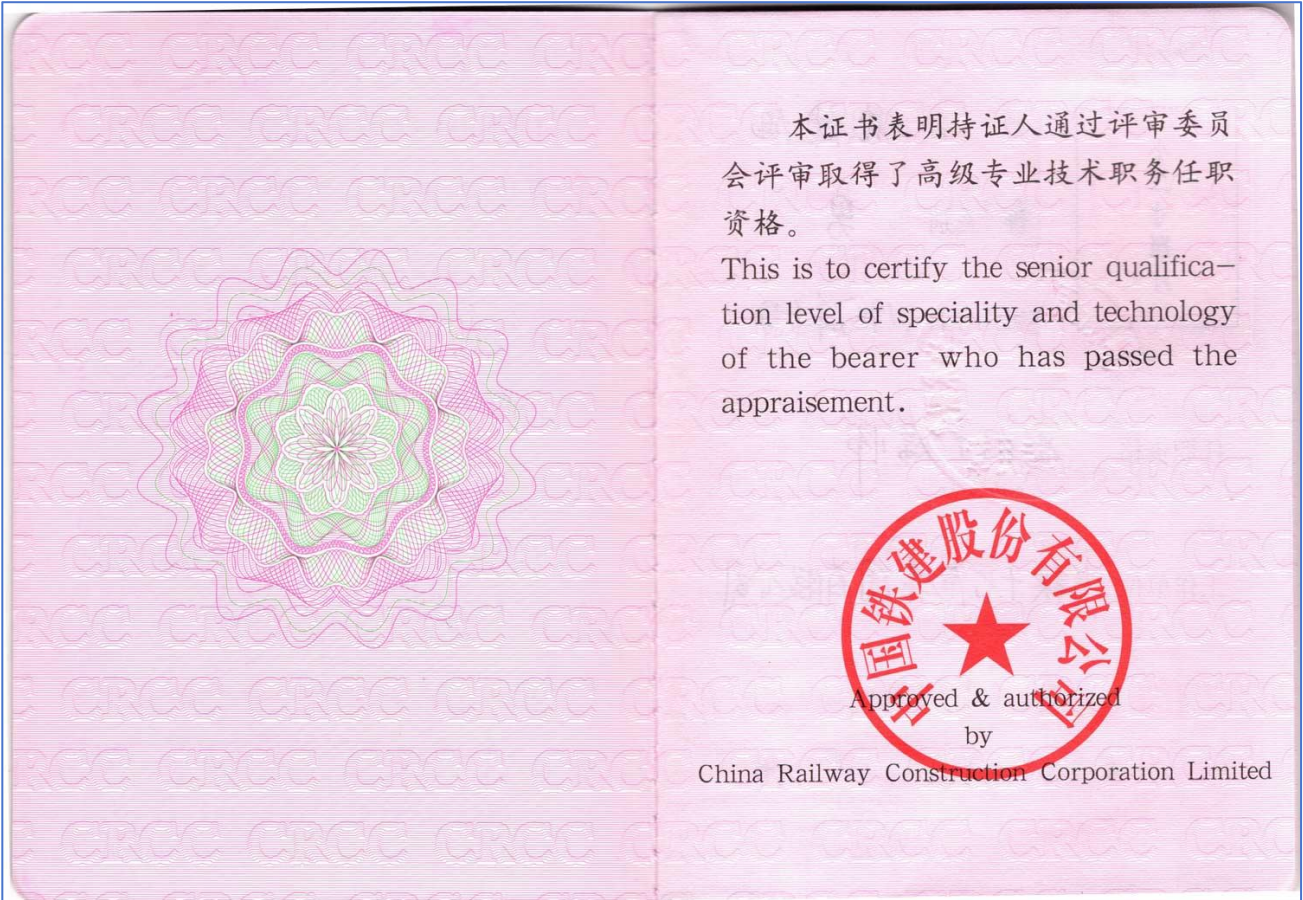 CRCC
本证书表明持证人通过评审委员
会评审取得了高级专业技术职务任职
资格。
This is to certify the senior qualifica-
tion level of speciality and technology
of the bearer who has passed the
appraisement.
中国铁建股份有限公司
Approved & authorized
by
China Railway Construction Corporation Limited